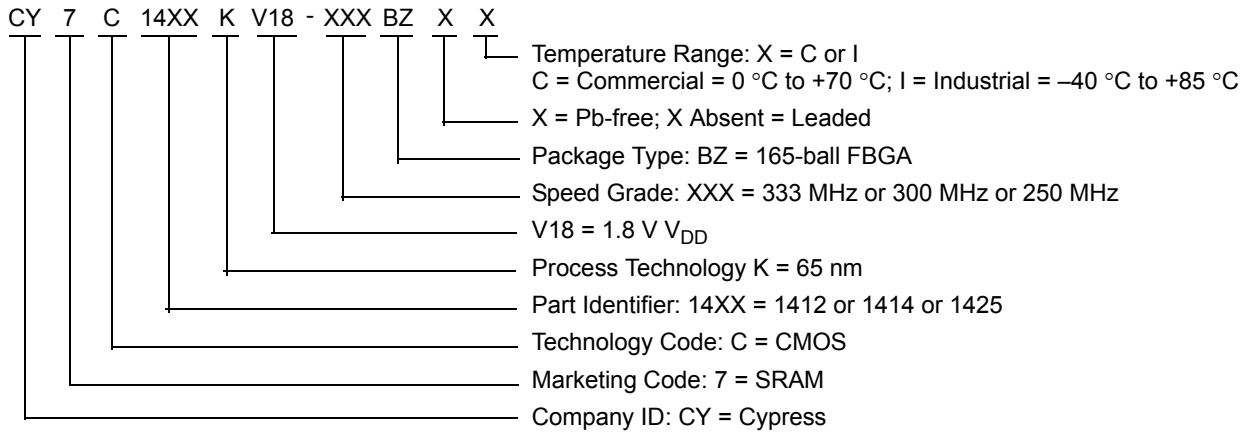 CY 7 C 14XX K V18 - XXX BZ X X
Temperature Range: X = C or I
C = Commercial = 0 °C to +70 °C; I = Industrial = –40 °C to +85 °C
X = Pb-free; X Absent = Leaded
Package Type: BZ = 165-ball FBGA
Speed Grade: XXX = 333 MHz or 300 MHz or 250 MHz
V18 = 1.8 V VDD
Process Technology K = 65 nm
Part Identifier: 14XX = 1412 or 1414 or 1425
Technology Code: C = CMOS
Marketing Code: 7 = SRAM
Company ID: CY = Cypress